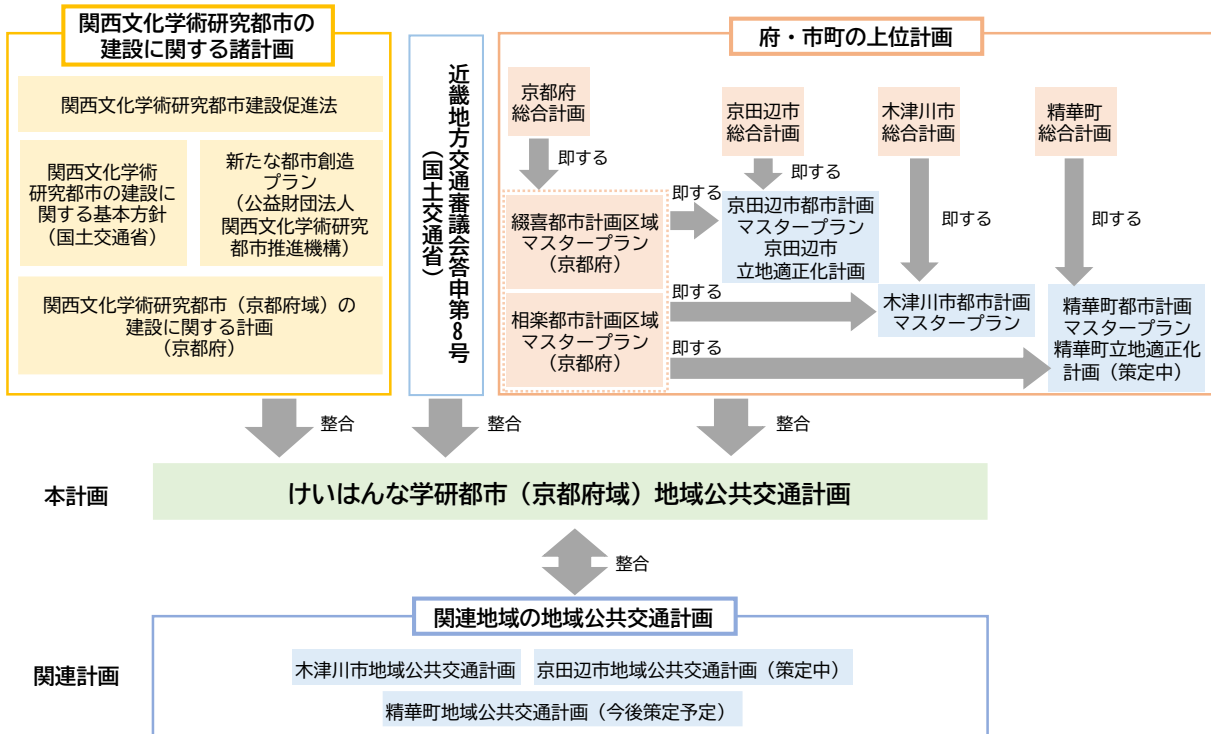 関西文化学術研究都市の
建設に関する諸計画
関西文化学術研究都市建設促進法
関西文化学術
研究都市の建設に
関する基本方針
（国土交通省）
新たな都市創造
プラン
（公益財団法人
関西文化学術研究
都市推進機構）
関西文化学術研究都市（京都府域）の
建設に関する計画
（京都府）
近畿地方交通審議会答申第8号
（国土交通省）
府・市町の上位計画
京都府
総合計画
京田辺市
総合計画
木津川市
総合計画
精華町
総合計画
即する
即する
即する
即する
即する
綴喜都市計画区域
マスタープラン
（京都府）
京田辺市都市計画
マスタープラン
京田辺市
立地適正化計画
即する
相楽都市計画区域
マスタープラン
（京都府）
木津川市都市計画
マスタープラン
即する
精華町都市計画
マスタープラン
精華町立地適正化
計画（策定中）
整合
整合
整合
本計画
けいはんな学研都市（京都府域）地域公共交通計画
整合
関連地域の地域公共交通計画
関連計画
木津川市地域公共交通計画
京田辺市地域公共交通計画（策定中）
精華町地域公共交通計画（今後策定予定）